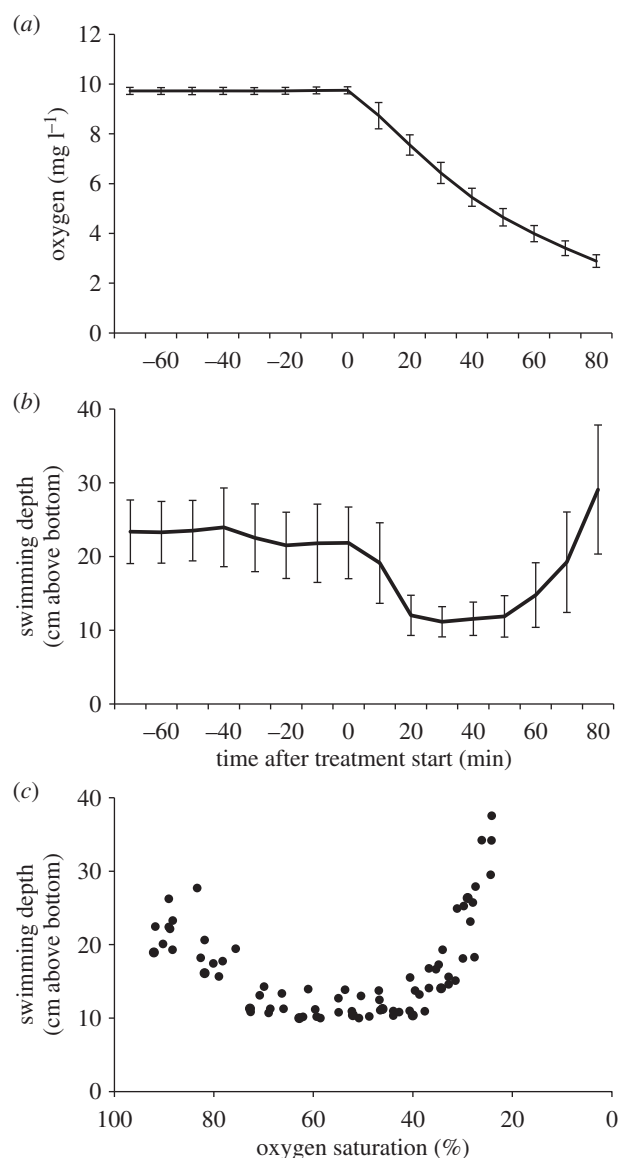 (a)
12
10
8
6
4
2
0
oxygen (mg l⁻¹)
–60 –40 –20 0 20 40 60 80
(b)
40
30
20
10
0
swimming depth
(cm above bottom)
–60 –40 –20 0 20 40 60 80
time after treatment start (min)
(c)
40
30
20
10
0
swimming depth
(cm above bottom)
100 80 60 40 20 0
oxygen saturation (%)